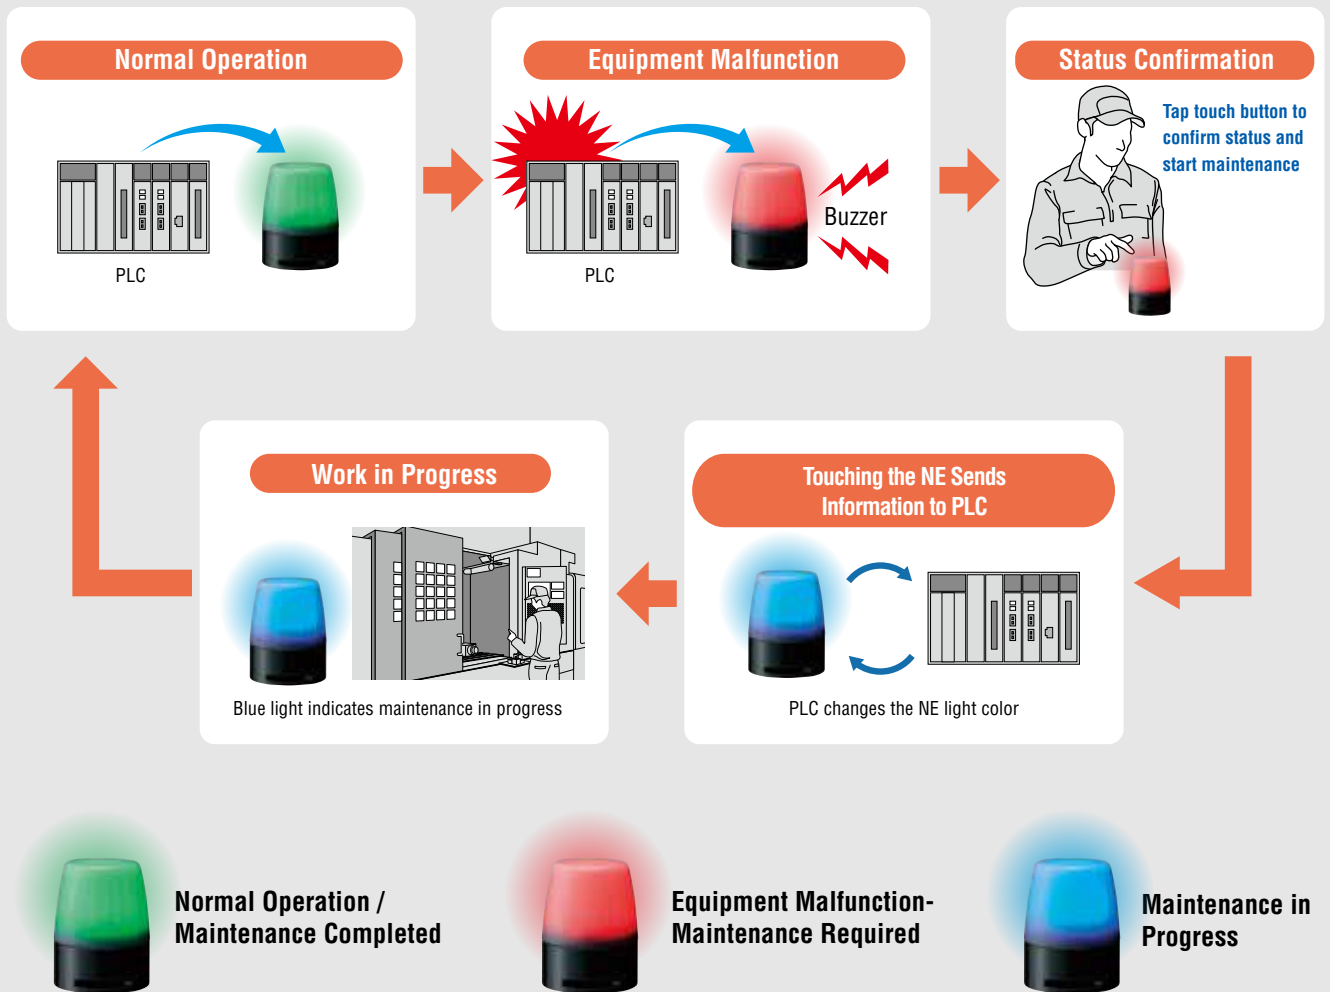 Normal Operation
PLC
Equipment Malfunction
Buzzer
PLC
Status Confirmation
Tap touch button to
confirm status and
start maintenance
Work in Progress
Blue light indicates maintenance in progress
Touching the NE Sends
Information to PLC
PLC changes the NE light color
Normal Operation /
Maintenance Completed
Equipment Malfunction-
Maintenance Required
Maintenance in
Progress